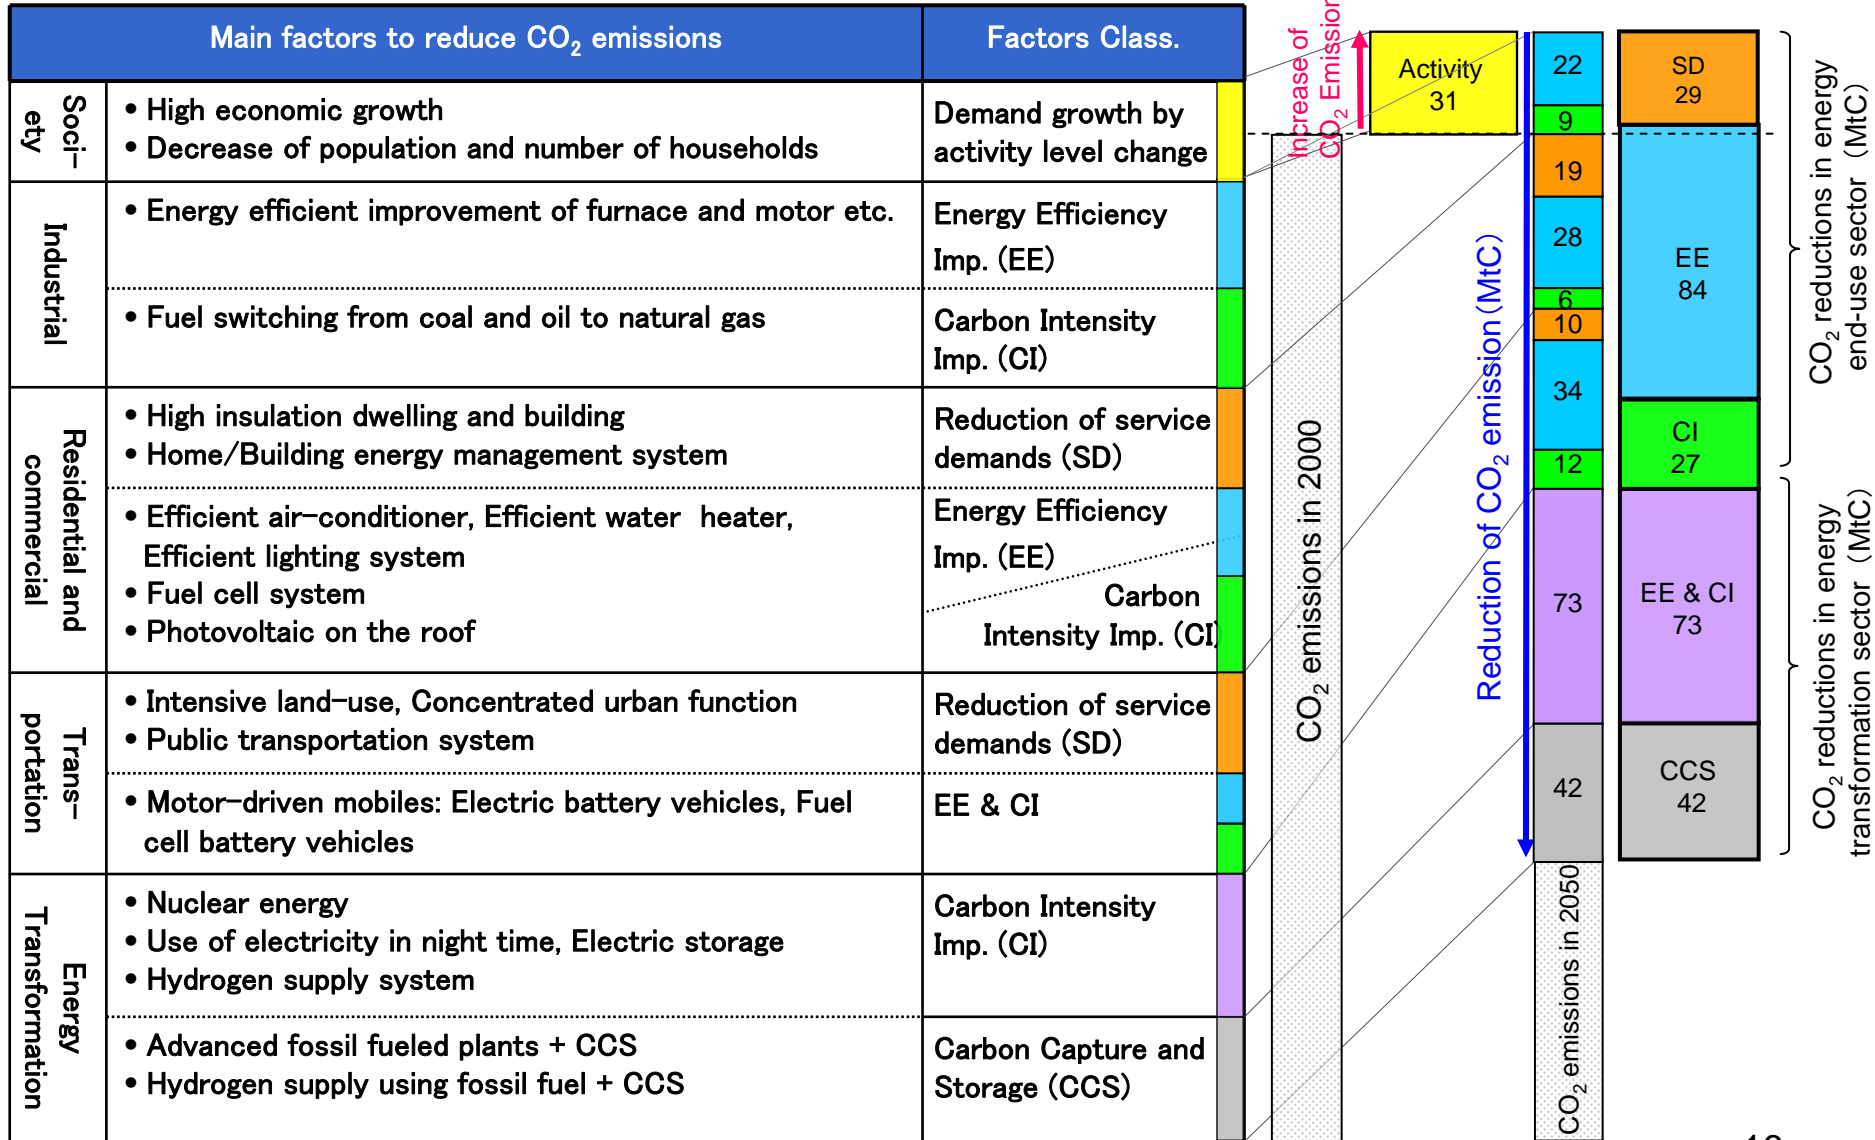 Main factors to reduce CO2 emissions
Factors Class.
Soci-
ety
• High economic growth
• Decrease of population and number of households
Demand growth by
activity level change
Industrial
• Energy efficient improvement of furnace and motor etc.
Energy Efficiency
Imp. (EE)
• Fuel switching from coal and oil to natural gas
Carbon Intensity
Imp. (CI)
Residential and
commercial
• High insulation dwelling and building
• Home/Building energy management system
Reduction of service
demands (SD)
• Efficient air-conditioner, Efficient water heater,
Efficient lighting system
• Fuel cell system
• Photovoltaic on the roof
Energy Efficiency
Imp. (EE)
Carbon
Intensity Imp. (CI)
Trans-
portation
• Intensive land-use, Concentrated urban function
• Public transportation system
Reduction of service
demands (SD)
• Motor-driven mobiles: Electric battery vehicles, Fuel
cell battery vehicles
EE & CI
Energy
Transformation
• Nuclear energy
• Use of electricity in night time, Electric storage
• Hydrogen supply system
Carbon Intensity
Imp. (CI)
• Advanced fossil fueled plants + CCS
• Hydrogen supply using fossil fuel + CCS
Carbon Capture and
Storage (CCS)
CO2 emissions in 2000
Increase of
CO2 Emission
Activity
31
Reduction of CO2 emission (MtC)
22
9
19
28
6
10
34
12
73
42
CO2 emissions in 2050
SD
29
EE
84
CI
27
EE & CI
73
CCS
42
CO2 reductions in energy
end-use sector (MtC)
CO2 reductions in energy
transformation sector (MtC)